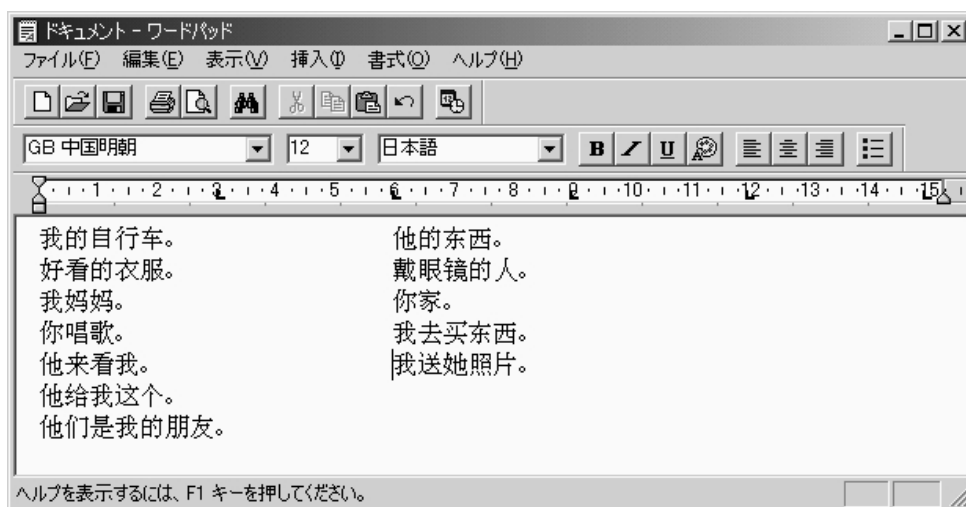 ドキュメント - ワードパッド
ファイル(F) 編集(E) 表示(V) 挿入(I) 書式(O) ヘルプ(H)
GB 中国明朝 12 日本語 B I U
1 2 3 4 5 6 7 8 9 10 11 12 13 14 15
我的自行车。 他的东西。
好看的衣服。 戴眼镜的人。
我妈妈。 你家。
你唱歌。 我去买东西。
他来看我。 我送她照片。
他给我这个。
他们是我的朋友。
ヘルプを表示するには、F1 キーを押してください。